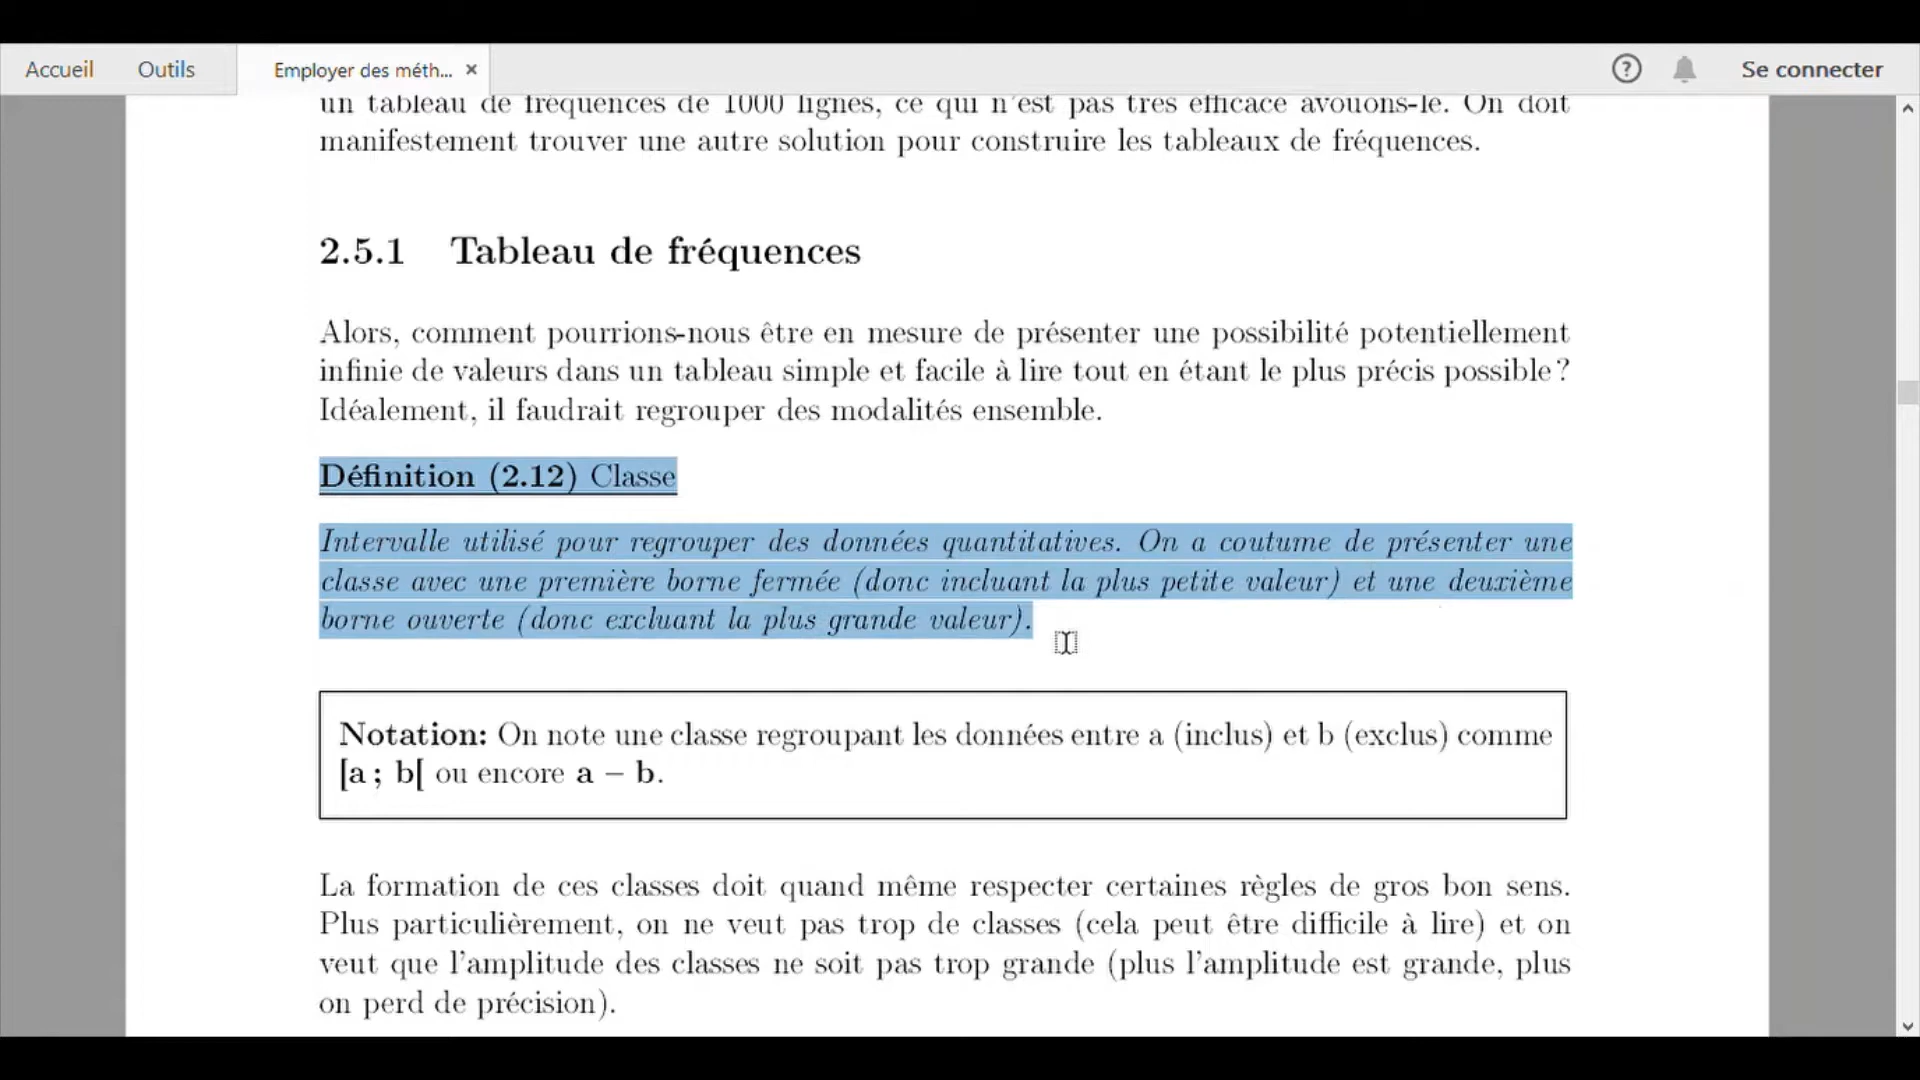 Accueil Outils Employer des méth... × ? Se connecter
un tableau de fréquences de 1000 lignes, ce qui n'est pas très efficace avouons-le. On doit
manifestement trouver une autre solution pour construire les tableaux de fréquences.
2.5.1 Tableau de fréquences
Alors, comment pourrions-nous être en mesure de présenter une possibilité potentiellement
infinie de valeurs dans un tableau simple et facile à lire tout en étant le plus précis possible ?
Idéalement, il faudrait regrouper des modalités ensemble.
Définition (2.12) Classe
Intervalle utilisé pour regrouper des données quantitatives. On a coutume de présenter une
classe avec une première borne fermée (donc incluant la plus petite valeur) et une deuxième
borne ouverte (donc excluant la plus grande valeur).
Notation: On note une classe regroupant les données entre a (inclus) et b (exclus) comme
[a ; b[ ou encore a – b.
La formation de ces classes doit quand même respecter certaines règles de gros bon sens.
Plus particulièrement, on ne veut pas trop de classes (cela peut être difficile à lire) et on
veut que l'amplitude des classes ne soit pas trop grande (plus l'amplitude est grande, plus
on perd de précision).